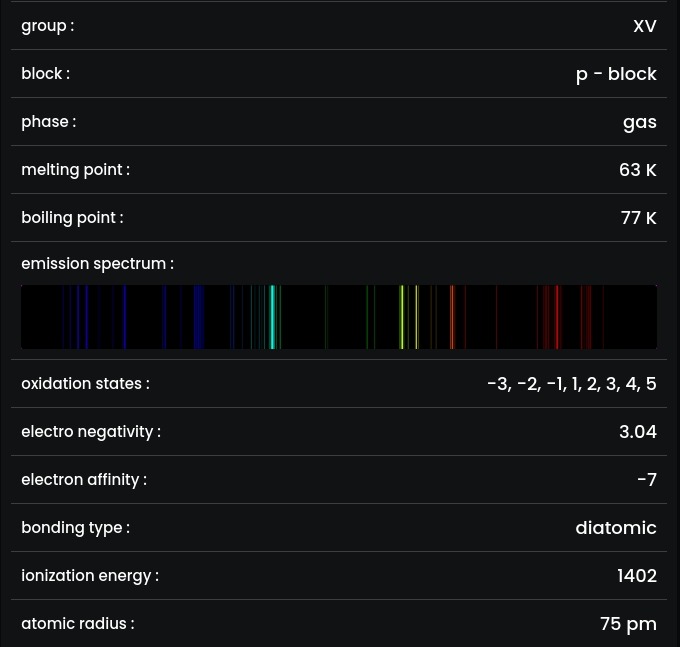 group : XV
block : p - block
phase : gas
melting point : 63 K
boiling point : 77 K
emission spectrum :
oxidation states : -3, -2, -1, 1, 2, 3, 4, 5
electro negativity : 3.04
electron affinity : -7
bonding type : diatomic
ionization energy : 1402
atomic radius : 75 pm